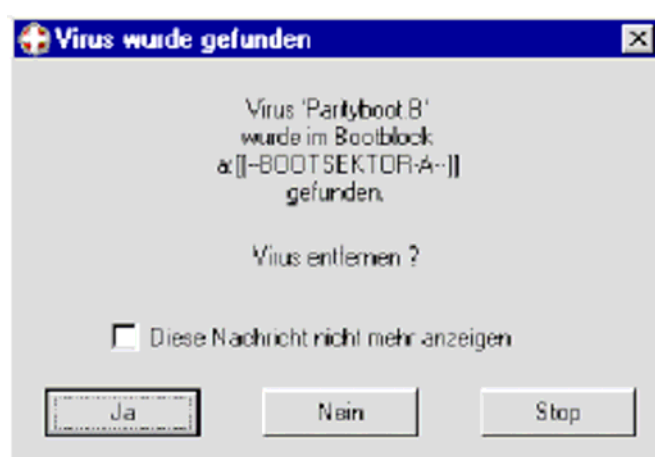 Virus wurde gefunden
Virus 'Parityboot.B'
wurde im Bootblock
a:[[--BOOTSEKTOR-A--]]
gefunden.
Virus entfernen ?
Diese Nachricht nicht mehr anzeigen
Ja
Nein
Stop